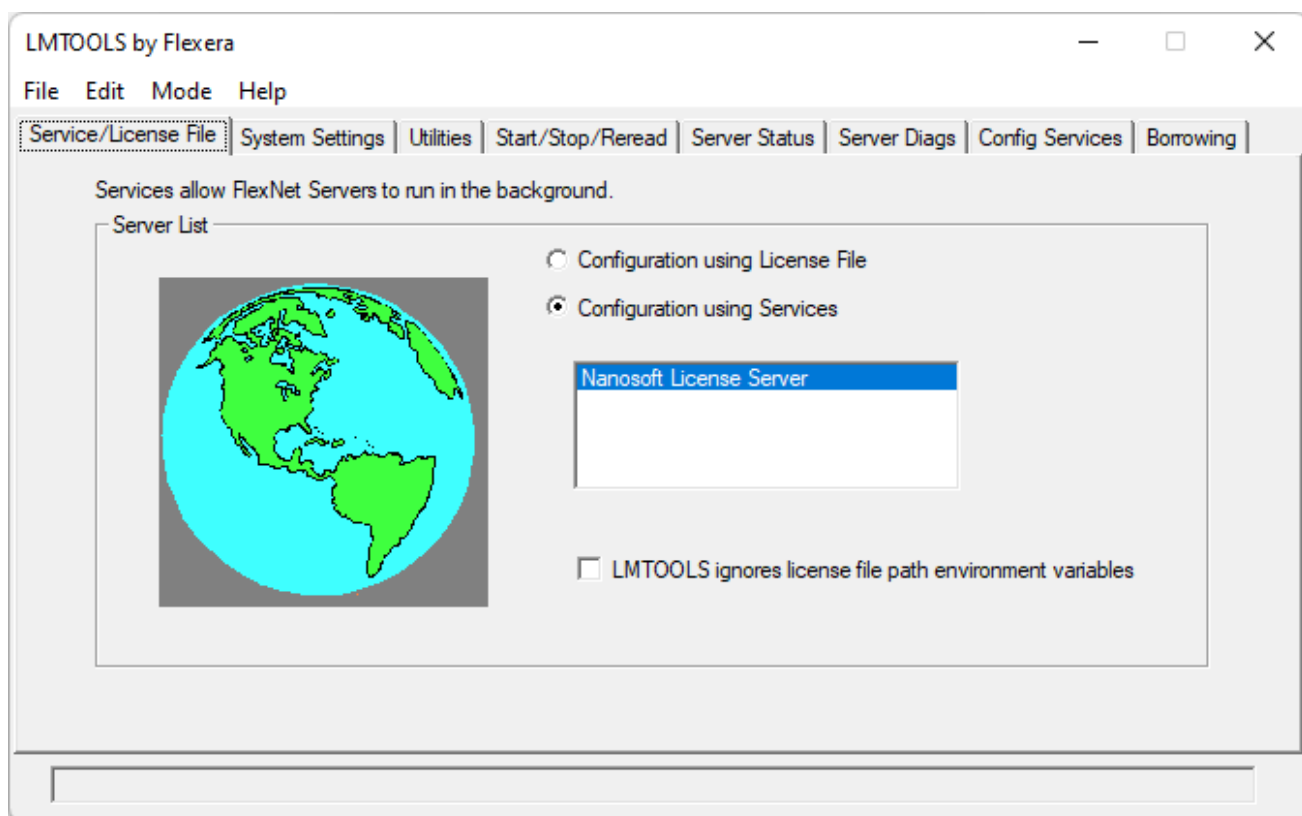 LMTOOLS by Flexera
File Edit Mode Help
Service/License File System Settings Utilities Start/Stop/Reread Server Status Server Diags Config Services Borrowing
Services allow FlexNet Servers to run in the background.
Server List
Configuration using License File
Configuration using Services
Nanosoft License Server
LMTOOLS ignores license file path environment variables